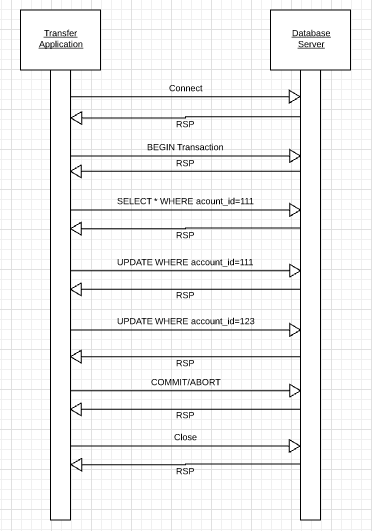 Transfer
Application
Database
Server
Connect
RSP
BEGIN Transaction
RSP
SELECT * WHERE acount_id=111
RSP
UPDATE WHERE account_id=111
RSP
UPDATE WHERE account_id=123
RSP
COMMIT/ABORT
RSP
Close
RSP